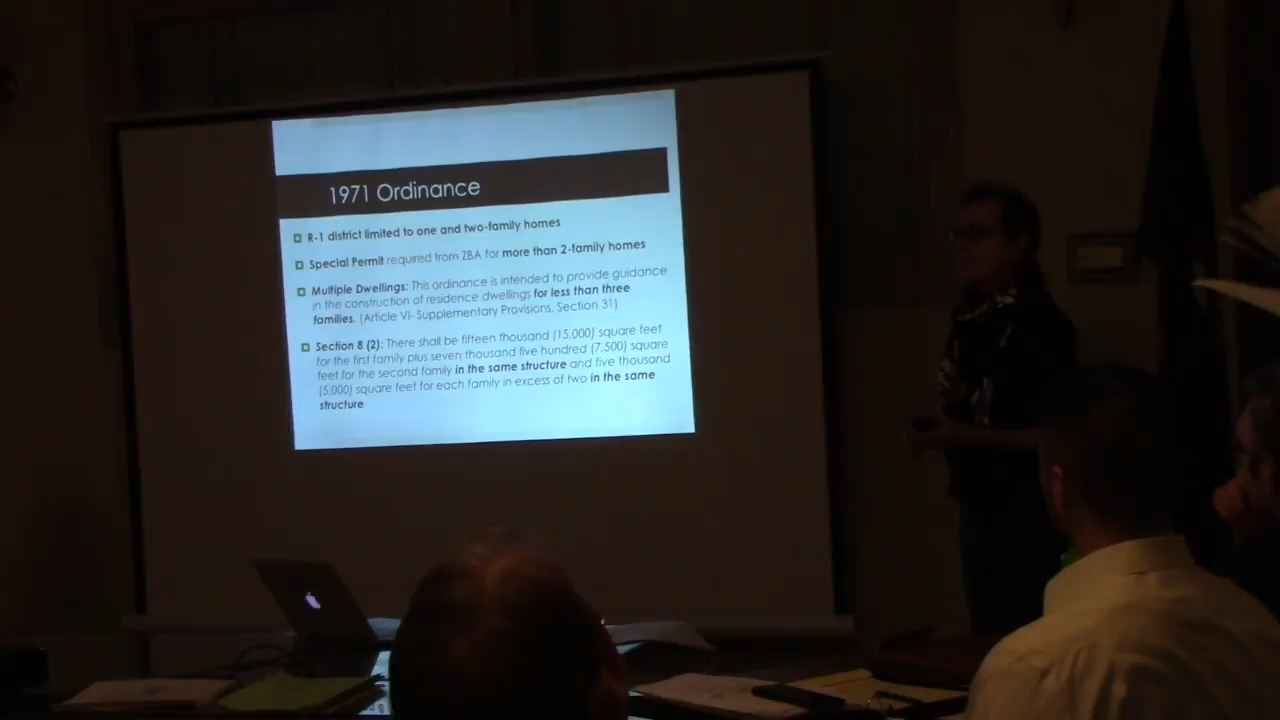 1971 Ordinance
R-1 district limited to one and two-family homes
Special Permit required from ZBA for more than 2-family homes
Multiple Dwellings: This ordinance is intended to provide guidance
in the construction of residence dwellings for less than three
families. (Article VI- Supplementary Provisions, Section 31)
Section 8 (2): There shall be fifteen thousand (15,000) square feet
for the first family plus seven thousand five hundred (7,500) square
feet for the second family in the same structure and five thousand
(5,000) square feet for each family in excess of two in the same
structure